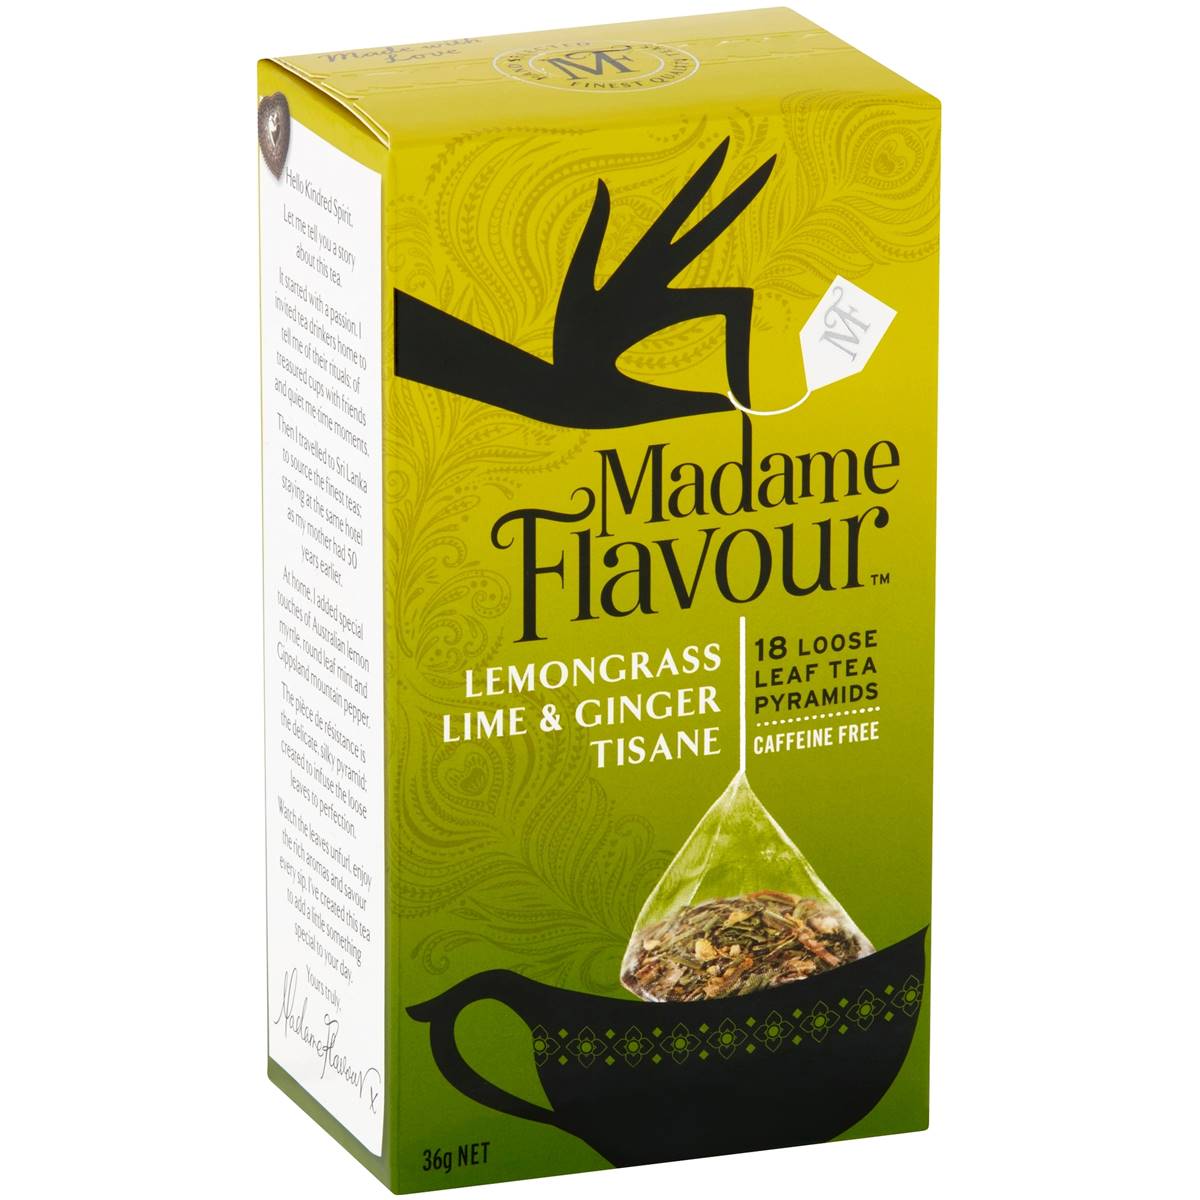 Made with
Love
HAND SELECTED
MF
FINEST QUALITY
Hello Kindred Spirit.
Let me tell you a story
about this tea.
It started with a passion. I
invited tea drinkers home to
tell me of their rituals: of
treasured cups with friends
and quiet me time moments.
Then I travelled to Sri Lanka
to source the finest teas;
staying at the same hotel
as my mother had 50
years earlier.
At home, I added special
touches of Australian lemon
myrtle, round leaf mint and
Gippsland mountain pepper.
The pièce de résistance is
the delicate, silky pyramid:
created to infuse the loose
leaves to perfection.
Watch the leaves unfurl, enjoy
the rich aromas and savour
every sip. I've created this tea
to add a little something
special to your day.
Yours truly,
Madame Flavour x
MF
Madame
Flavour™
LEMONGRASS
LIME & GINGER
TISANE
18 LOOSE
LEAF TEA
PYRAMIDS
CAFFEINE FREE
36g NET